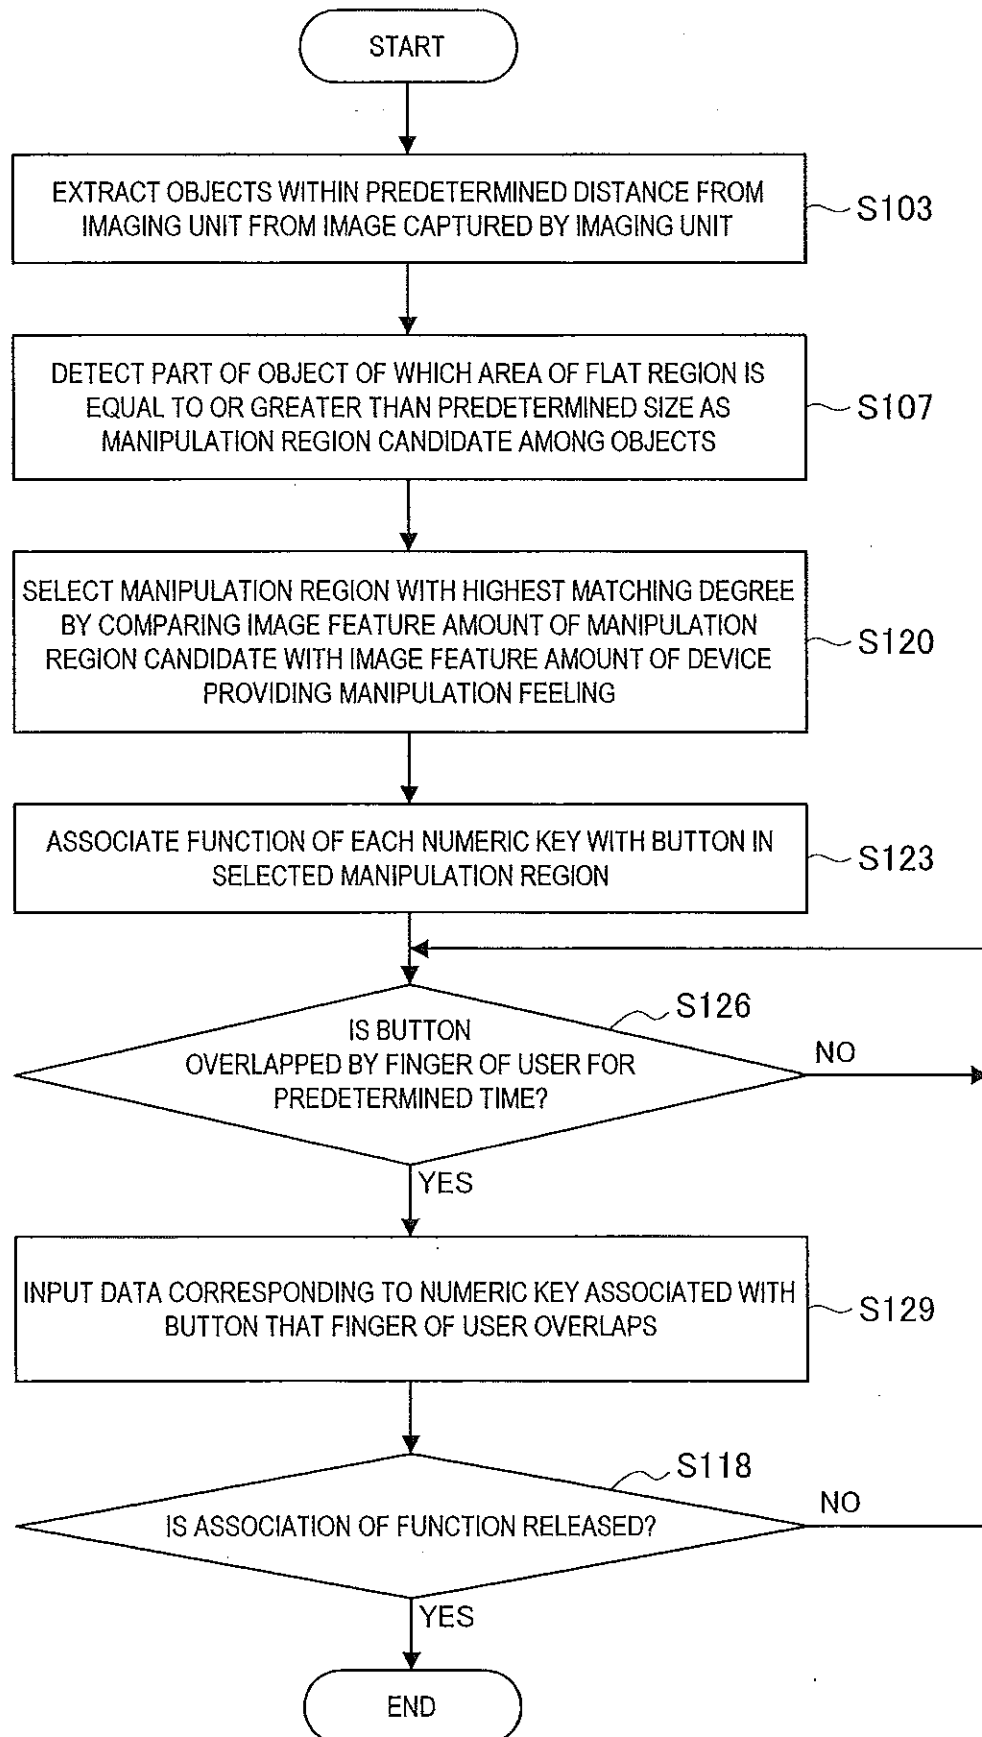 START
EXTRACT OBJECTS WITHIN PREDETERMINED DISTANCE FROM
IMAGING UNIT FROM IMAGE CAPTURED BY IMAGING UNIT
S103
DETECT PART OF OBJECT OF WHICH AREA OF FLAT REGION IS
EQUAL TO OR GREATER THAN PREDETERMINED SIZE AS
MANIPULATION REGION CANDIDATE AMONG OBJECTS
S107
SELECT MANIPULATION REGION WITH HIGHEST MATCHING DEGREE
BY COMPARING IMAGE FEATURE AMOUNT OF MANIPULATION
REGION CANDIDATE WITH IMAGE FEATURE AMOUNT OF DEVICE
PROVIDING MANIPULATION FEELING
S120
ASSOCIATE FUNCTION OF EACH NUMERIC KEY WITH BUTTON IN
SELECTED MANIPULATION REGION
S123
S126
IS BUTTON
OVERLAPPED BY FINGER OF USER FOR
PREDETERMINED TIME?
NO
YES
INPUT DATA CORRESPONDING TO NUMERIC KEY ASSOCIATED WITH
BUTTON THAT FINGER OF USER OVERLAPS
S129
S118
IS ASSOCIATION OF FUNCTION RELEASED?
NO
YES
END